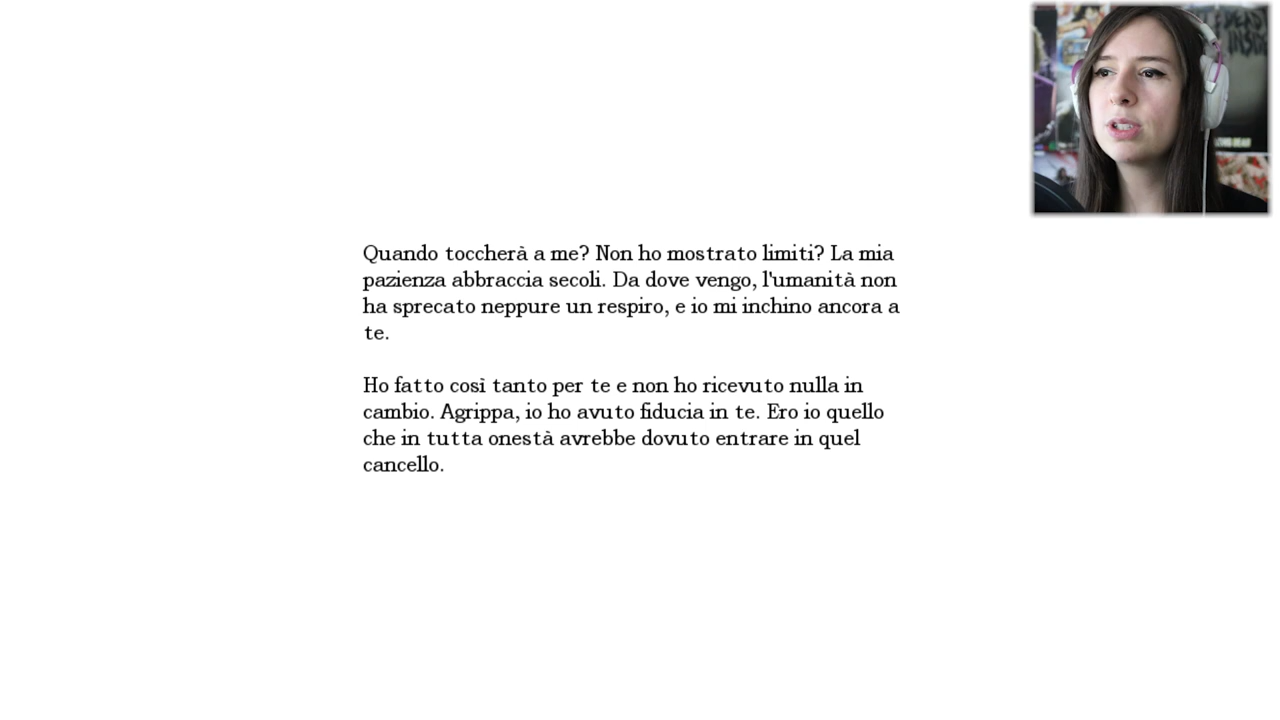 Quando toccherà a me? Non ho mostrato limiti? La mia
pazienza abbraccia secoli. Da dove vengo, l'umanità non
ha sprecato neppure un respiro, e io mi inchino ancora a
te.
Ho fatto così tanto per te e non ho ricevuto nulla in
cambio. Agrippa, io ho avuto fiducia in te. Ero io quello
che in tutta onestà avrebbe dovuto entrare in quel
cancello.